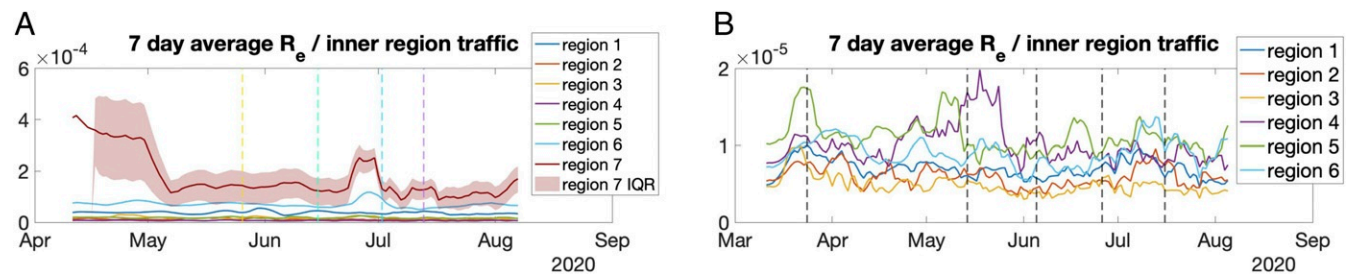 A
7 day average Re / inner region traffic
×10-4
6
4
2
0
Apr May Jun Jul Aug Sep
2020
region 1
region 2
region 3
region 4
region 5
region 6
region 7
region 7 IQR
B
7 day average Re / inner region traffic
×10-5
2
1
0
Mar Apr May Jun Jul Aug Sep
2020
region 1
region 2
region 3
region 4
region 5
region 6